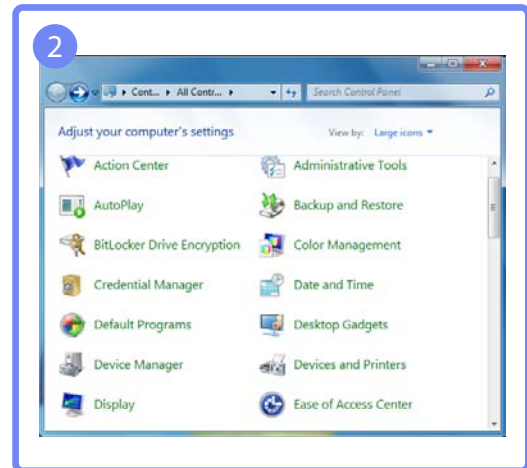 2
Cont... All Contr... Search Control Panel
Adjust your computer's settings View by: Large icons
Action Center Administrative Tools
AutoPlay Backup and Restore
BitLocker Drive Encryption Color Management
Credential Manager Date and Time
Default Programs Desktop Gadgets
Device Manager Devices and Printers
Display Ease of Access Center